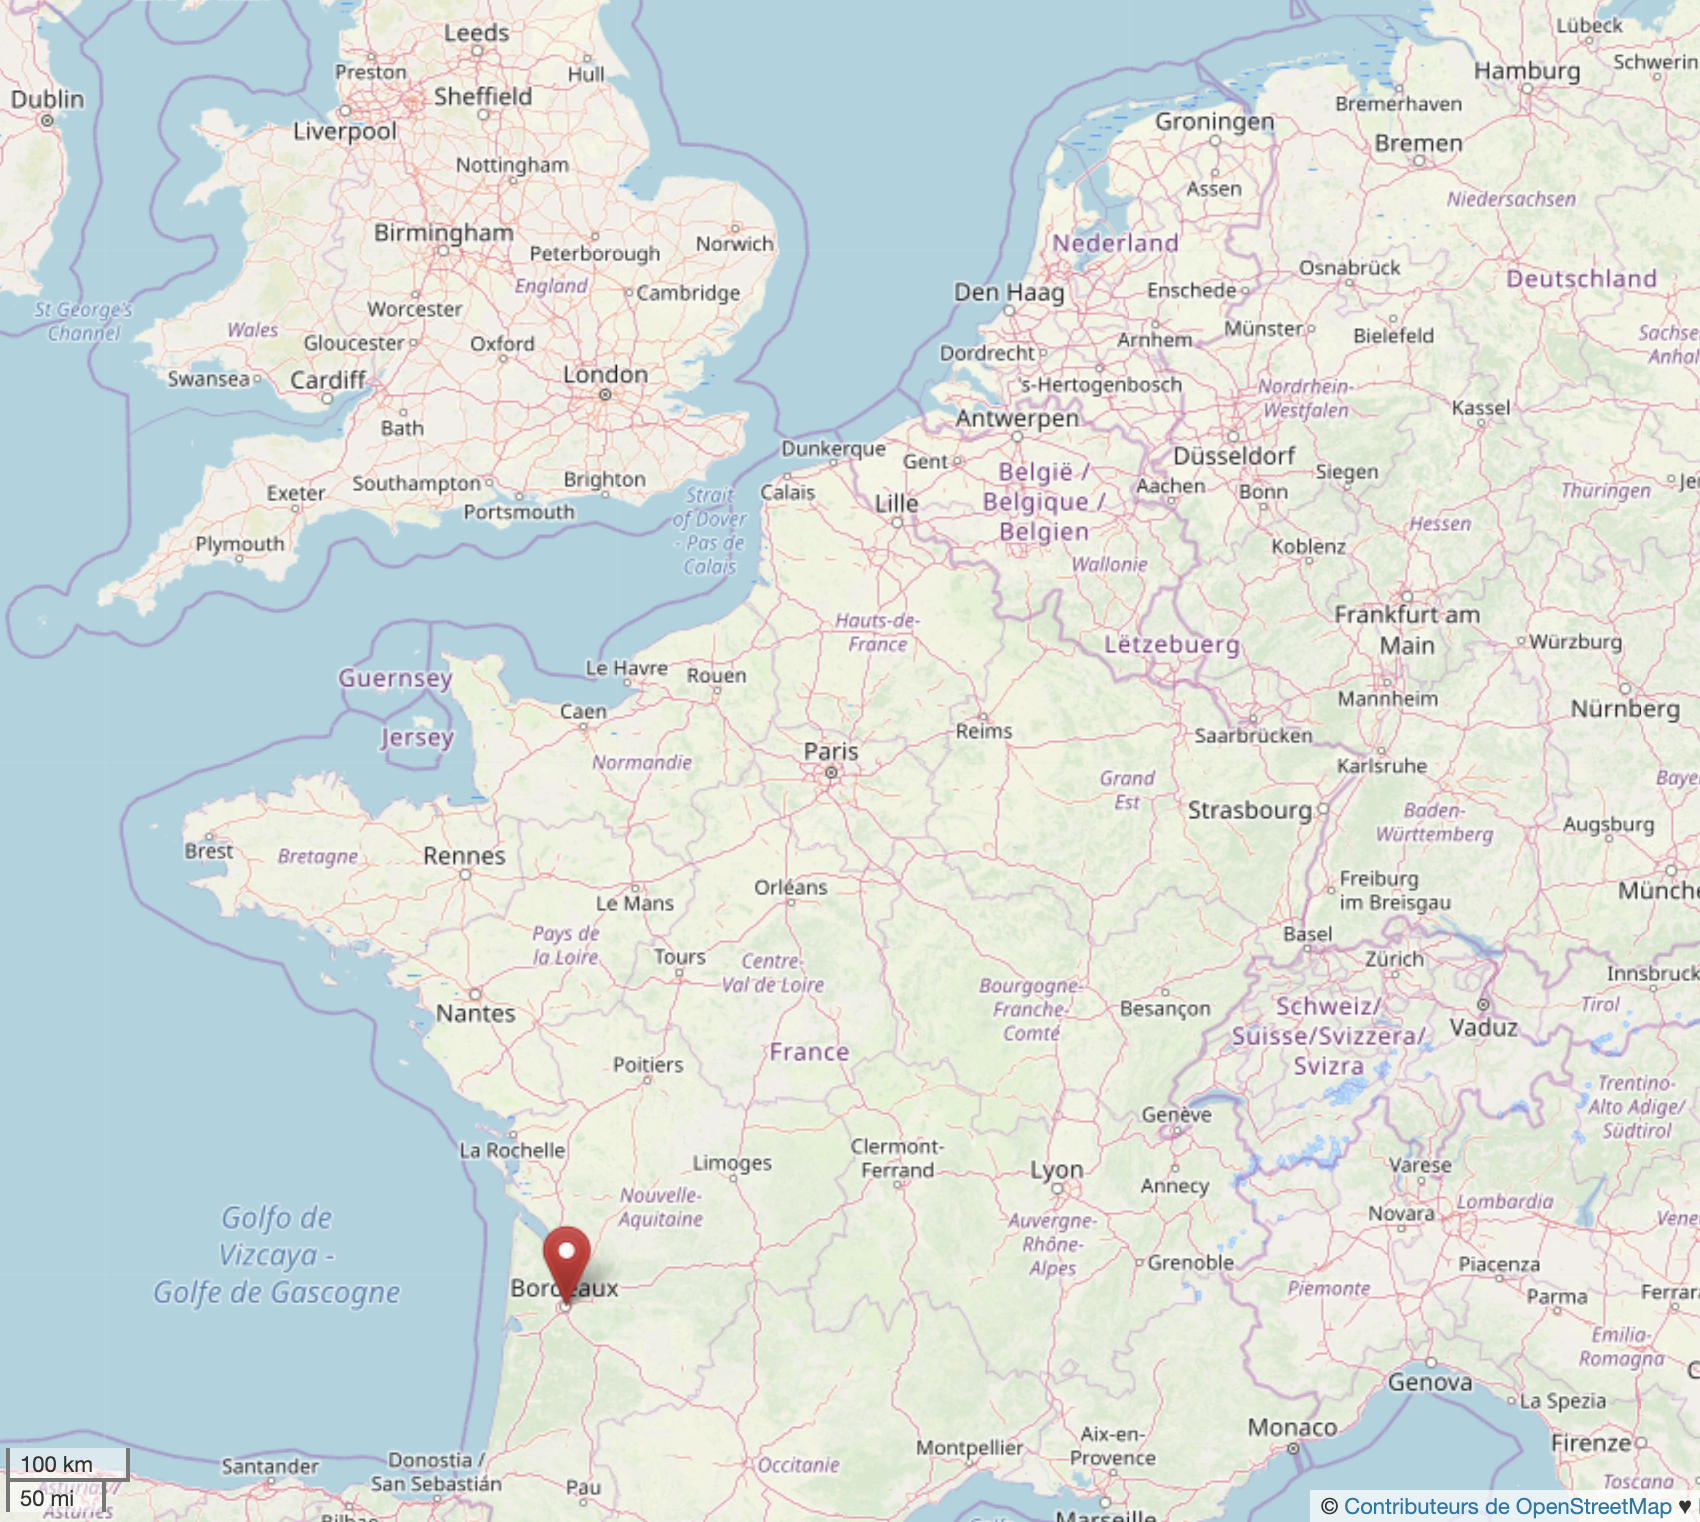 Lübeck
Leeds
Schwerin
Preston
Hull
Hamburg
Dublin
Sheffield
Bremerhaven
Liverpool
Groningen
Bremen
Nottingham
Assen
Niedersachsen
Birmingham
Norwich
Nederland
Peterborough
Osnabrück
Deutschland
England
Cambridge
Den Haag
Enschede
St George's
Channel
Worcester
Wales
Gloucester
Oxford
Arnhem
Münster
Bielefeld
Sachse
Anhal
Dordrecht
Swansea
Cardiff
London
's-Hertogenbosch
Nordrhein-
Westfalen
Kassel
Bath
Antwerpen
Dunkerque
Gent
Düsseldorf
Southampton
Brighton
Calais
België /
Belgique /
Belgien
Aachen
Siegen
Bonn
Thüringen
Jen
Exeter
Portsmouth
Strait
of Dover
- Pas de
Calais
Lille
Hessen
Plymouth
Koblenz
Wallonie
Hauts-de-
France
Frankfurt am
Main
Lëtzebuerg
Würzburg
Guernsey
Le Havre
Rouen
Mannheim
Nürnberg
Caen
Jersey
Reims
Saarbrücken
Paris
Normandie
Karlsruhe
Grand
Est
Baye
Strasbourg
Baden-
Württemberg
Augsburg
Brest
Bretagne
Rennes
Orléans
Freiburg
im Breisgau
Münche
Le Mans
Pays de
la Loire
Basel
Tours
Centre-
Val de Loire
Zürich
Innsbruck
Nantes
Bourgogne-
Franche-
Comté
Besançon
Schweiz/
Suisse/Svizzera/
Svizra
Vaduz
Tirol
France
Poitiers
Trentino-
Alto Adige/
Südtirol
Genève
La Rochelle
Limoges
Clermont-
Ferrand
Lyon
Annecy
Varese
Nouvelle-
Aquitaine
Novara
Lombardia
Golfo de
Vizcaya -
Golfe de Gascogne
Auvergne-
Rhône-
Alpes
Grenoble
Vene
Bordeaux
Piemonte
Piacenza
Parma
Ferrar
Emilia-
Romagna
Genova
La Spezia
Monaco
Aix-en-
Provence
Montpellier
Firenze
100 km
50 mi
Asturias /
Asturies
Santander
Donostia /
San Sebastián
Pau
Occitanie
Toscana
Bilbao
Marseille
© Contributeurs de OpenStreetMap ♥